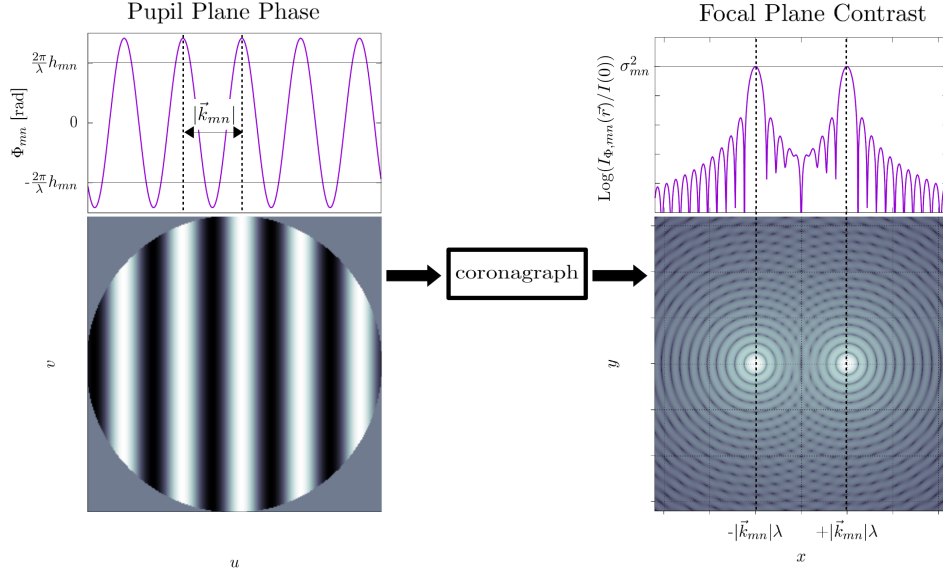 Pupil Plane Phase
Focal Plane Contrast
Φ_mn [rad]
2π/λ h_mn
0
-2π/λ h_mn
|k⃗_mn|
Log(I_Φ,mn(r⃗)/I(0))
σ²_mn
coronagraph
v
u
y
-|k⃗_mn|λ
+|k⃗_mn|λ
x